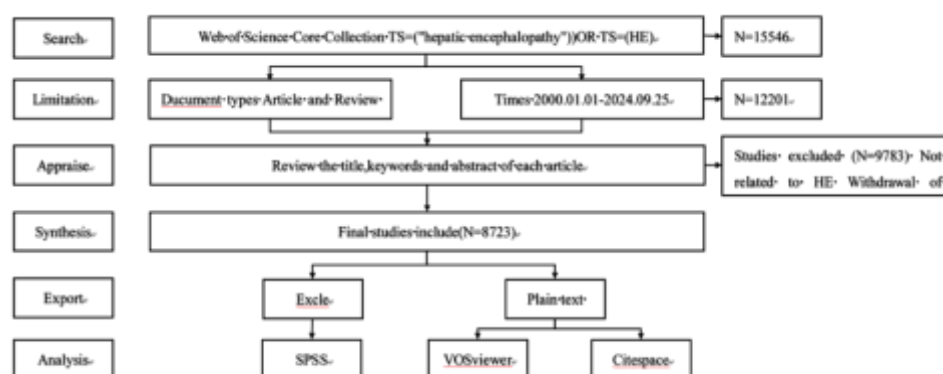 Search
Web of Science Core Collection TS=("hepatic encephalopathy"))OR TS=(HE)
N=15546
Limitation
Ducument types Article and Review
Times 2000.01.01-2024.09.25
N=12201
Appraise
Review the title,keywords and abstract of each article
Studies excluded (N=9783) Not
related to HE Withdrawal of
Synthesis
Final studies include(N=8723)
Export
Excle
Plain text
Analysis
SPSS
VOSviewer
Citespace